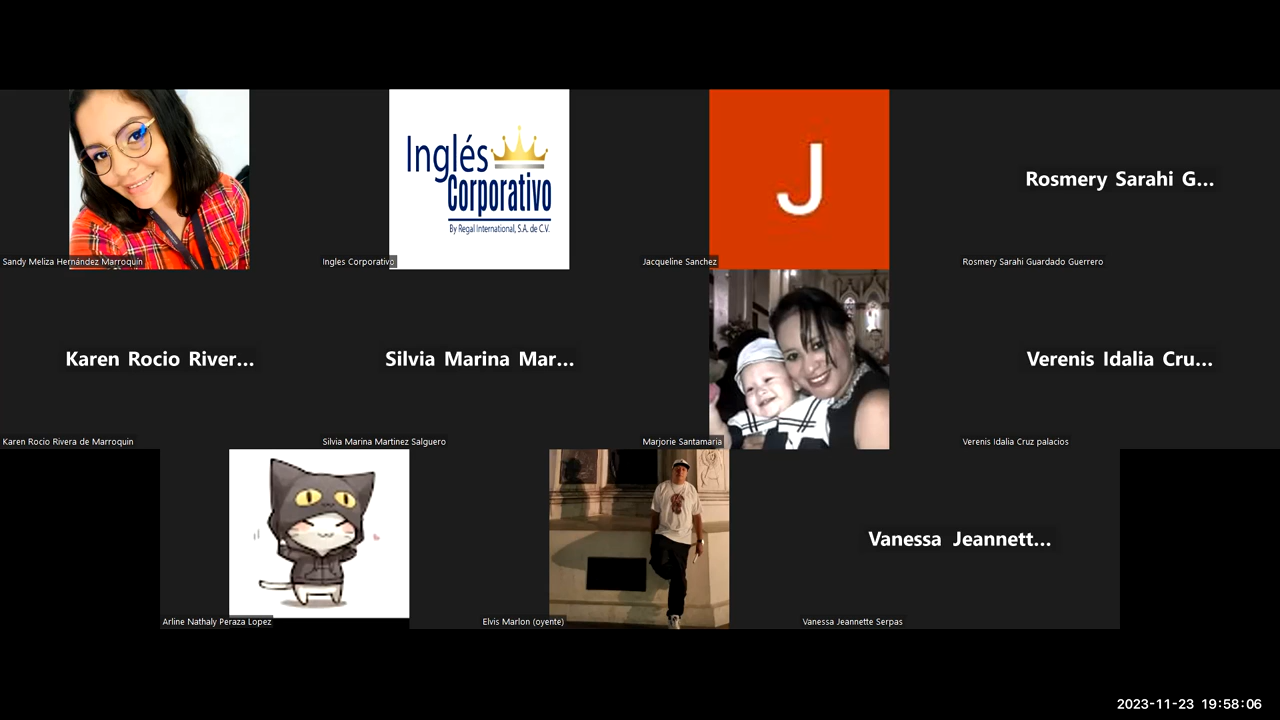 Inglés
Corporativo
By Regal International, S.A. de C.V.
J
Rosmery Sarahi G...
Sandy Meliza Hernández Marroquín
Ingles Corporativo
Jacqueline Sanchez
Rosmery Sarahi Guardado Guerrero
Karen Rocio River...
Silvia Marina Mar...
Verenis Idalia Cru...
Karen Rocio Rivera de Marroquin
Silvia Marina Martinez Salguero
Marjorie Santamaria
Verenis Idalia Cruz palacios
Vanessa Jeannett...
Arline Nathaly Peraza Lopez
Elvis Marlon (oyente)
Vanessa Jeannette Serpas
2023-11-23 19:58:06